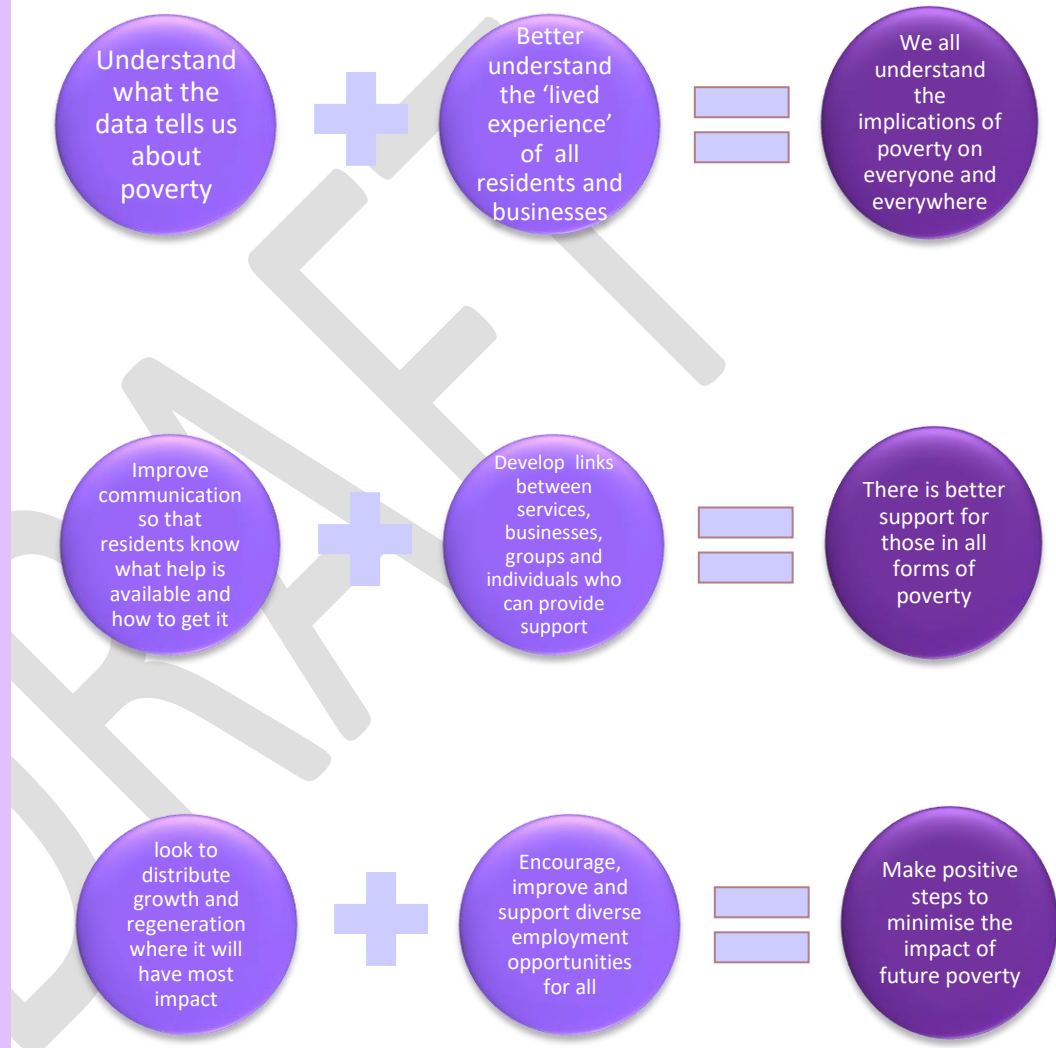 Understand
what the
data tells us
about
poverty
Better
understand
the ‘lived
experience’
of all
residents and
businesses
We all
understand
the
implications of
poverty on
everyone and
everywhere
Improve
communication
so that
residents know
what help is
available and
how to get it
Develop links
between
services,
businesses,
groups and
individuals who
can provide
support
There is better
support for
those in all
forms of
poverty
look to
distribute
growth and
regeneration
where it will
have most
impact
Encourage,
improve and
support diverse
employment
opportunities
for all
Make positive
steps to
minimise the
impact of
future poverty
DRAFT